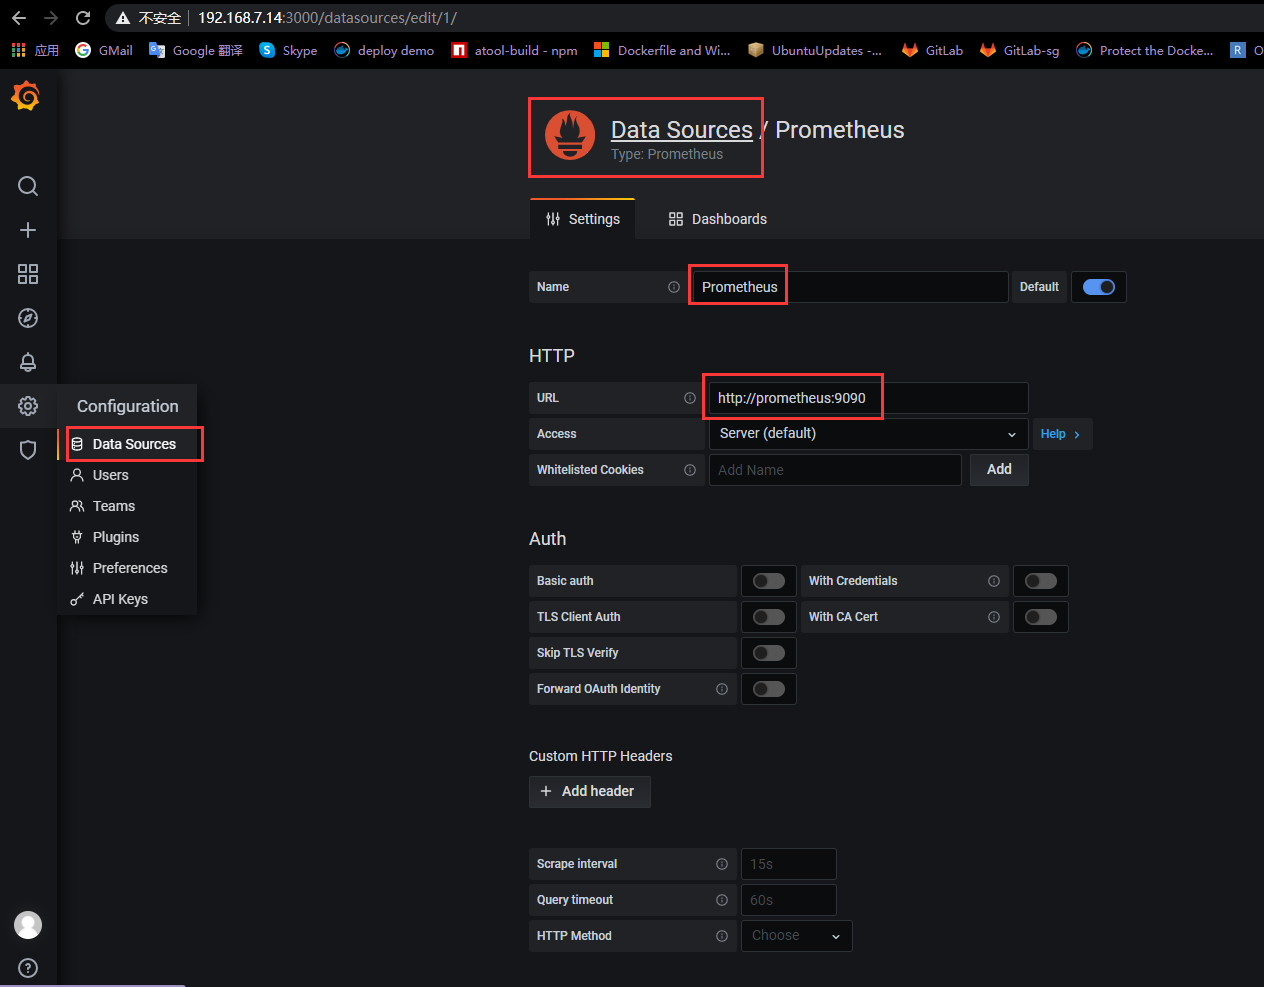 不安全 192.168.7.14:3000/datasources/edit/1/
应用 GMail Google 翻译 Skype deploy demo atool-build - npm Dockerfile and Wi... UbuntuUpdates -... GitLab GitLab-sg Protect the Docke... R
Data Sources / Prometheus
Type: Prometheus
Settings Dashboards
Name Prometheus Default
HTTP
URL http://prometheus:9090
Access Server (default) Help
Whitelisted Cookies Add Name Add
Configuration
Data Sources
Users
Teams
Plugins
Preferences
API Keys
Auth
Basic auth With Credentials
TLS Client Auth With CA Cert
Skip TLS Verify
Forward OAuth Identity
Custom HTTP Headers
Add header
Scrape interval 15s
Query timeout 60s
HTTP Method Choose